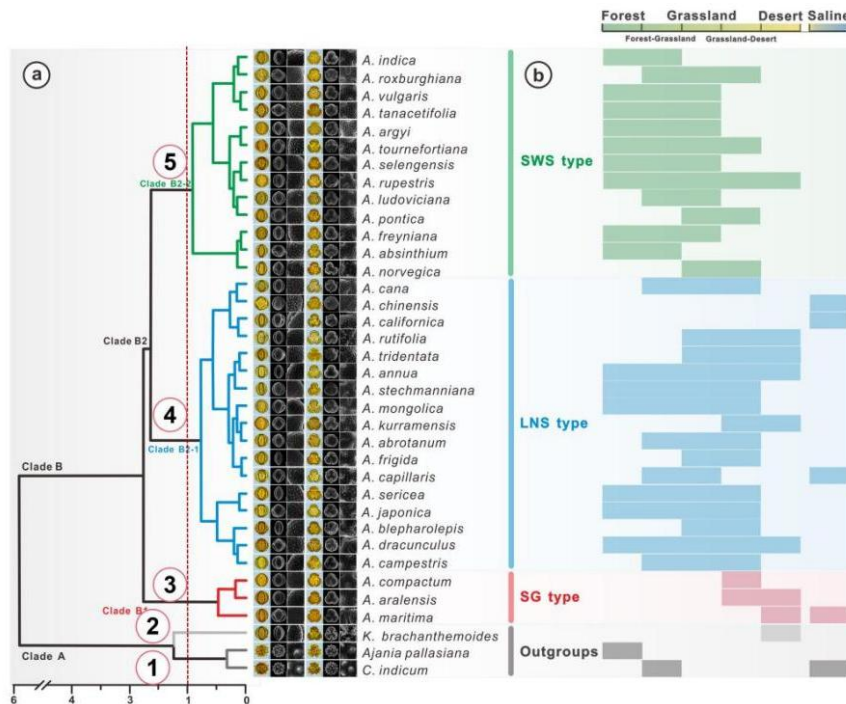 Forest Grassland Desert Saline
Forest-Grassland Grassland-Desert
a
b
A. indica
A. roxburghiana
A. vulgaris
A. tanacetifolia
A. argyi
A. tournefortiana
A. selengensis
A. rupestris
A. ludoviciana
A. pontica
A. freyniana
A. absinthium
A. norvegica
A. cana
A. chinensis
A. californica
A. rutifolia
A. tridentata
A. annua
A. stechmanniana
A. mongolica
A. kurramensis
A. abrotanum
A. frigida
A. capillaris
A. sericea
A. japonica
A. blepharolepis
A. dracunculus
A. campestris
A. compactum
A. aralensis
A. maritima
K. brachanthemoides
Ajania pallasiana
C. indicum
SWS type
LNS type
SG type
Outgroups
5
Clade B2-2
Clade B2
4
Clade B2-1
Clade B
3
Clade B1
2
Clade A
1
6 3 2 1 0